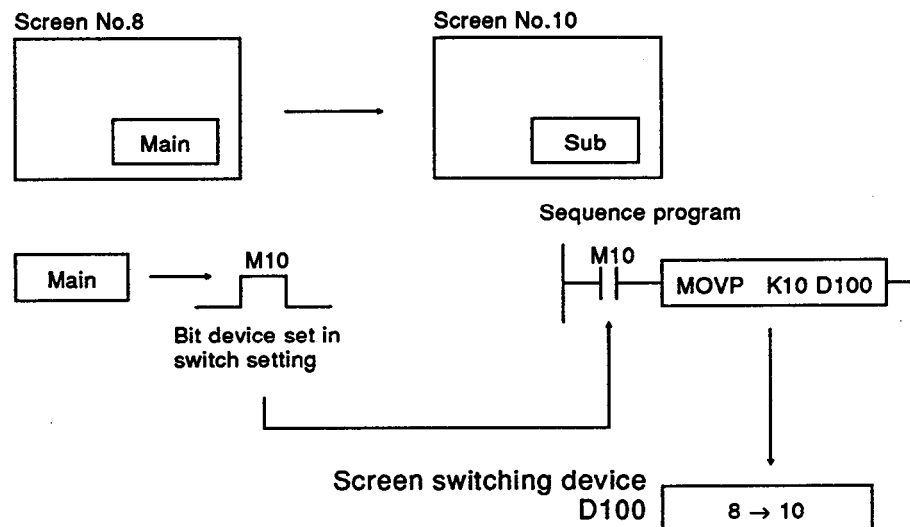 Screen No.8
Screen No.10
Main
Sub
Sequence program
Main
M10
M10
MOVP K10 D100
Bit device set in
switch setting
Screen switching device
D100
8 → 10